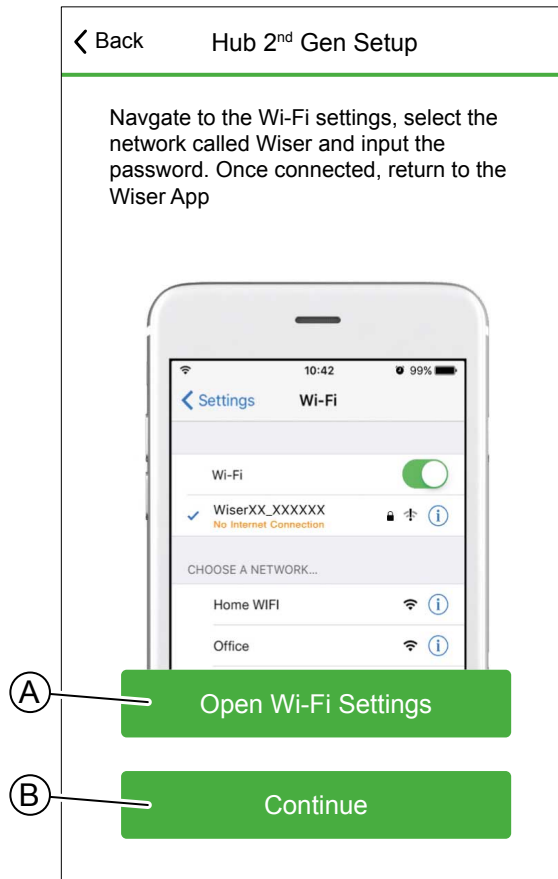 Back
Hub 2nd Gen Setup
Navgate to the Wi-Fi settings, select the
network called Wiser and input the
password. Once connected, return to the
Wiser App
10:42
99%
Settings
Wi-Fi
Wi-Fi
WiserXX_XXXXXX
No Internet Connection
CHOOSE A NETWORK...
Home WIFI
Office
A
Open Wi-Fi Settings
B
Continue